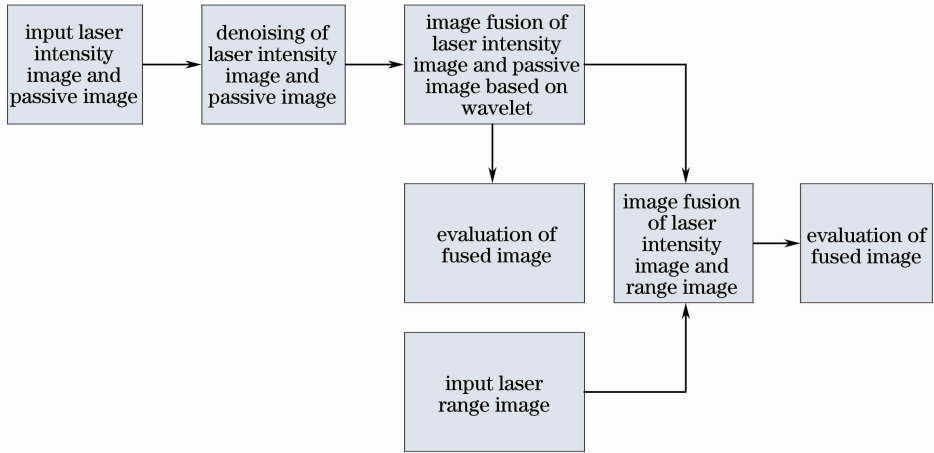 input laser
intensity
image and
passive image
denoising of
laser intensity
image and
passive image
image fusion of
laser intensity
image and passive
image based on
wavelet
evaluation of
fused image
image fusion
of laser
intensity
image and
range image
evaluation of
fused image
input laser
range image